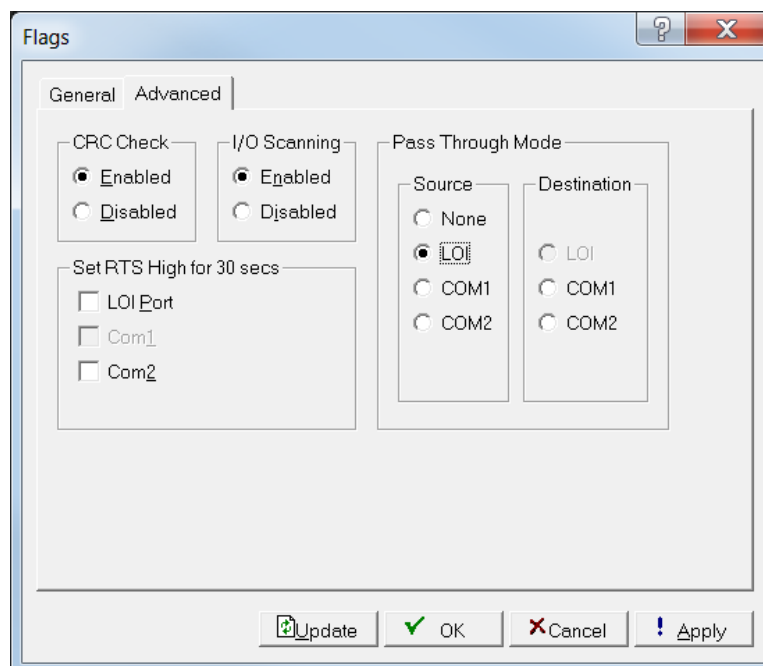 Flags
General Advanced
CRC Check
Enabled
Disabled
I/O Scanning
Enabled
Disabled
Set RTS High for 30 secs
LOI Port
Com1
Com2
Pass Through Mode
Source
None
LOI
COM1
COM2
Destination
LOI
COM1
COM2
Update OK Cancel Apply